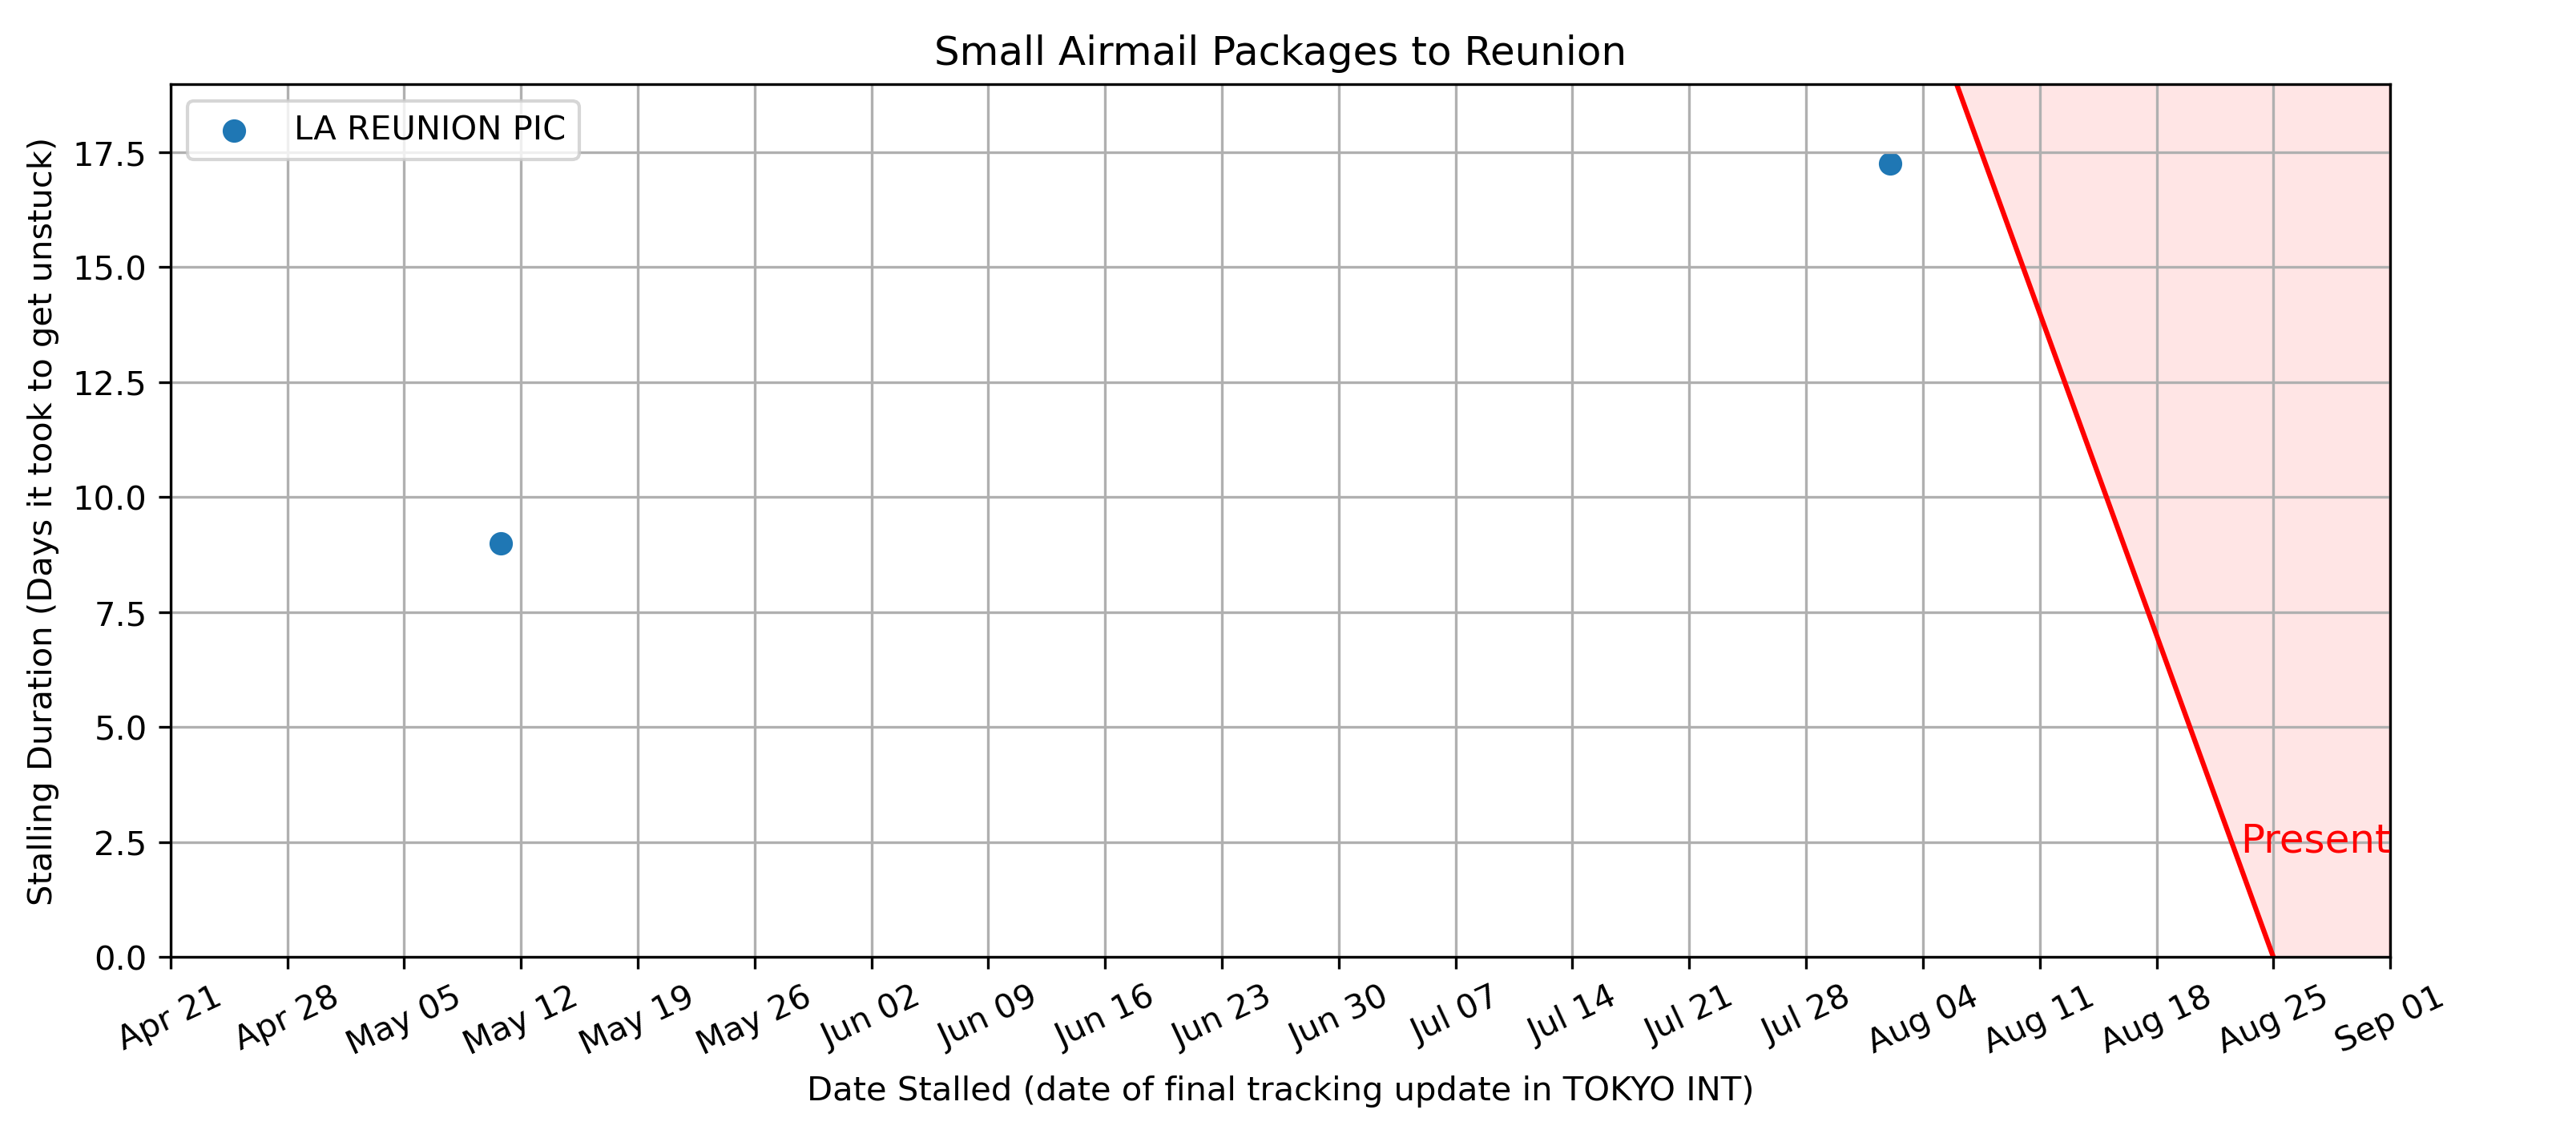 Small Airmail Packages to Reunion
LA REUNION PIC
Stalling Duration (Days it took to get unstuck)
17.5
15.0
12.5
10.0
7.5
5.0
2.5
0.0
Present
Apr 21
Apr 28
May 05
May 12
May 19
May 26
Jun 02
Jun 09
Jun 16
Jun 23
Jun 30
Jul 07
Jul 14
Jul 21
Jul 28
Aug 04
Aug 11
Aug 18
Aug 25
Sep 01
Date Stalled (date of final tracking update in TOKYO INT)